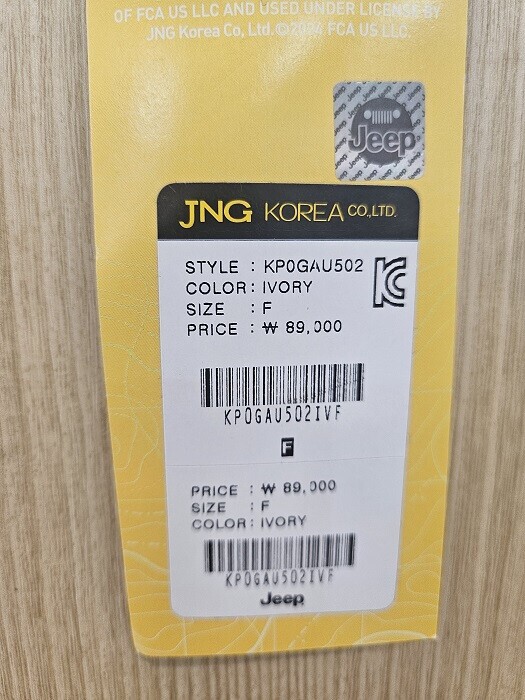 OF FCA US LLC AND USED UNDER LICENSE BY
JNG Korea Co, Ltd. ©2024 FCA US LLC.
Jeep
JNG KOREA CO.,LTD.
STYLE : KP0GAU502
COLOR : IVORY
SIZE : F
PRICE : ₩ 89,000
KP0GAU502IVF
F
PRICE : ₩ 89,000
SIZE : F
COLOR : IVORY
KP0GAU502IVF
Jeep